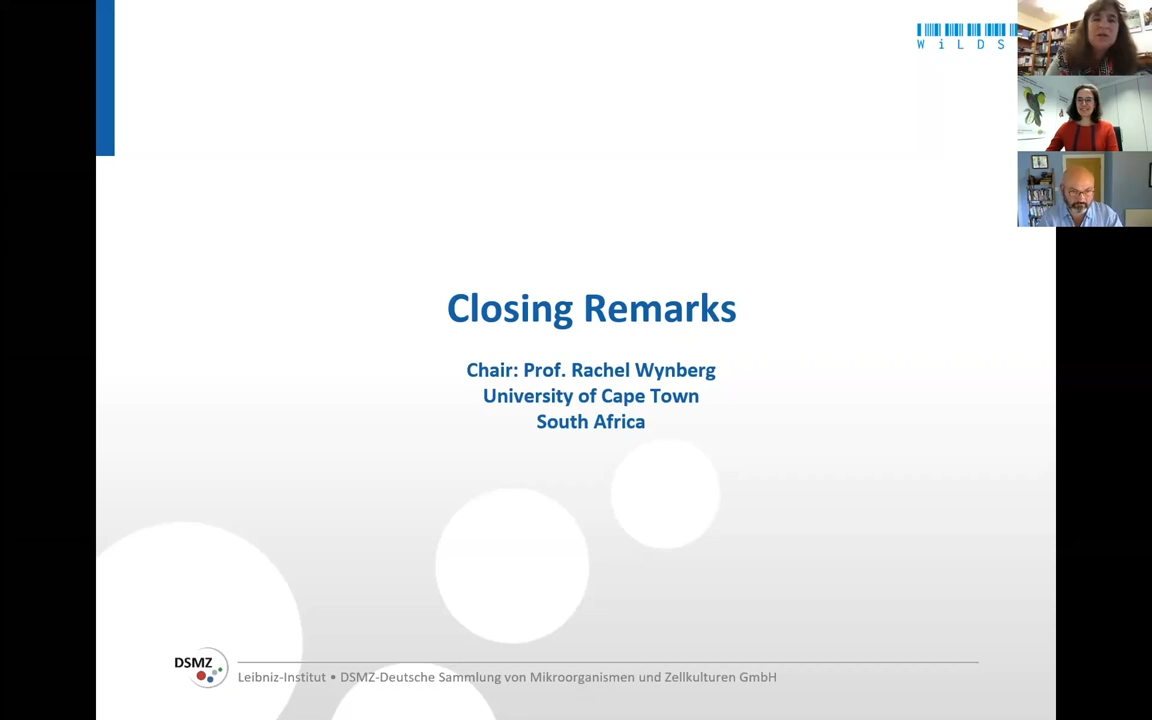 W i L D S
Closing Remarks
Chair: Prof. Rachel Wynberg
University of Cape Town
South Africa
DSMZ
Leibniz-Institut • DSMZ-Deutsche Sammlung von Mikroorganismen und Zellkulturen GmbH